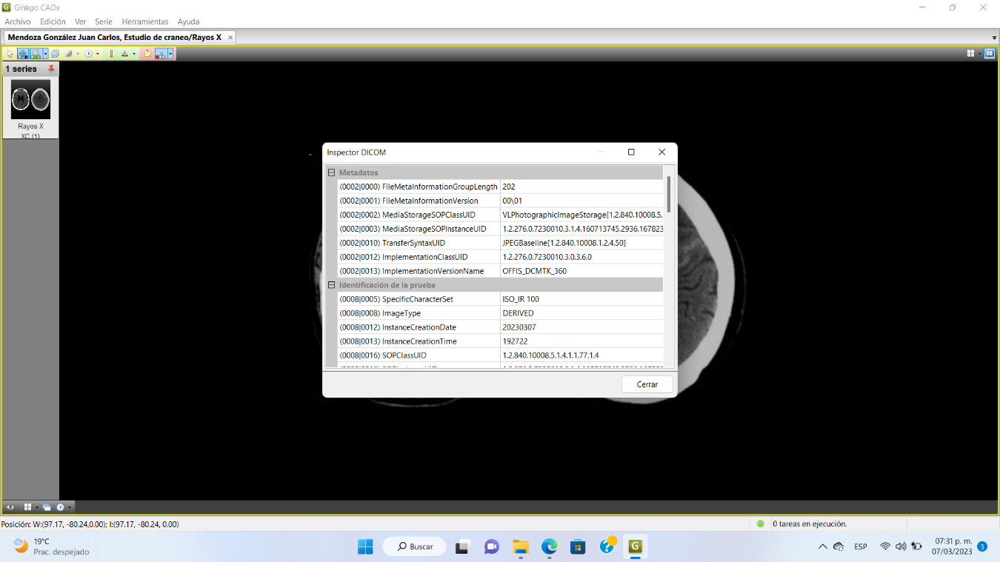 Ginkgo CADx
Archivo Edición Ver Serie Herramientas Ayuda
Mendoza González Juan Carlos, Estudio de craneo/Rayos X
1 series
Rayos X
XC (1)
Inspector DICOM
Metadatos
(0002|0000) FileMetaInformationGroupLength 202
(0002|0001) FileMetaInformationVersion 00\01
(0002|0002) MediaStorageSOPClassUID VLPhotographicImageStorage[1.2.840.10008.5.
(0002|0003) MediaStorageSOPInstanceUID 1.2.276.0.7230010.3.1.4.160713745.2936.167823
(0002|0010) TransferSyntaxUID JPEGBaseline[1.2.840.10008.1.2.4.50]
(0002|0012) ImplementationClassUID 1.2.276.0.7230010.3.0.3.6.0
(0002|0013) ImplementationVersionName OFFIS_DCMTK_360
Identificación de la prueba
(0008|0005) SpecificCharacterSet ISO_IR 100
(0008|0008) ImageType DERIVED
(0008|0012) InstanceCreationDate 20230307
(0008|0013) InstanceCreationTime 192722
(0008|0016) SOPClassUID 1.2.840.10008.5.1.4.1.1.77.1.4
Cerrar
Posición: W:(97.17, -80.24,0.00); I:(97.17, -80.24, 0.00)
0 tareas en ejecución.
19°C
Prac. despejado
Buscar
ESP
07:31 p. m.
07/03/2023
3